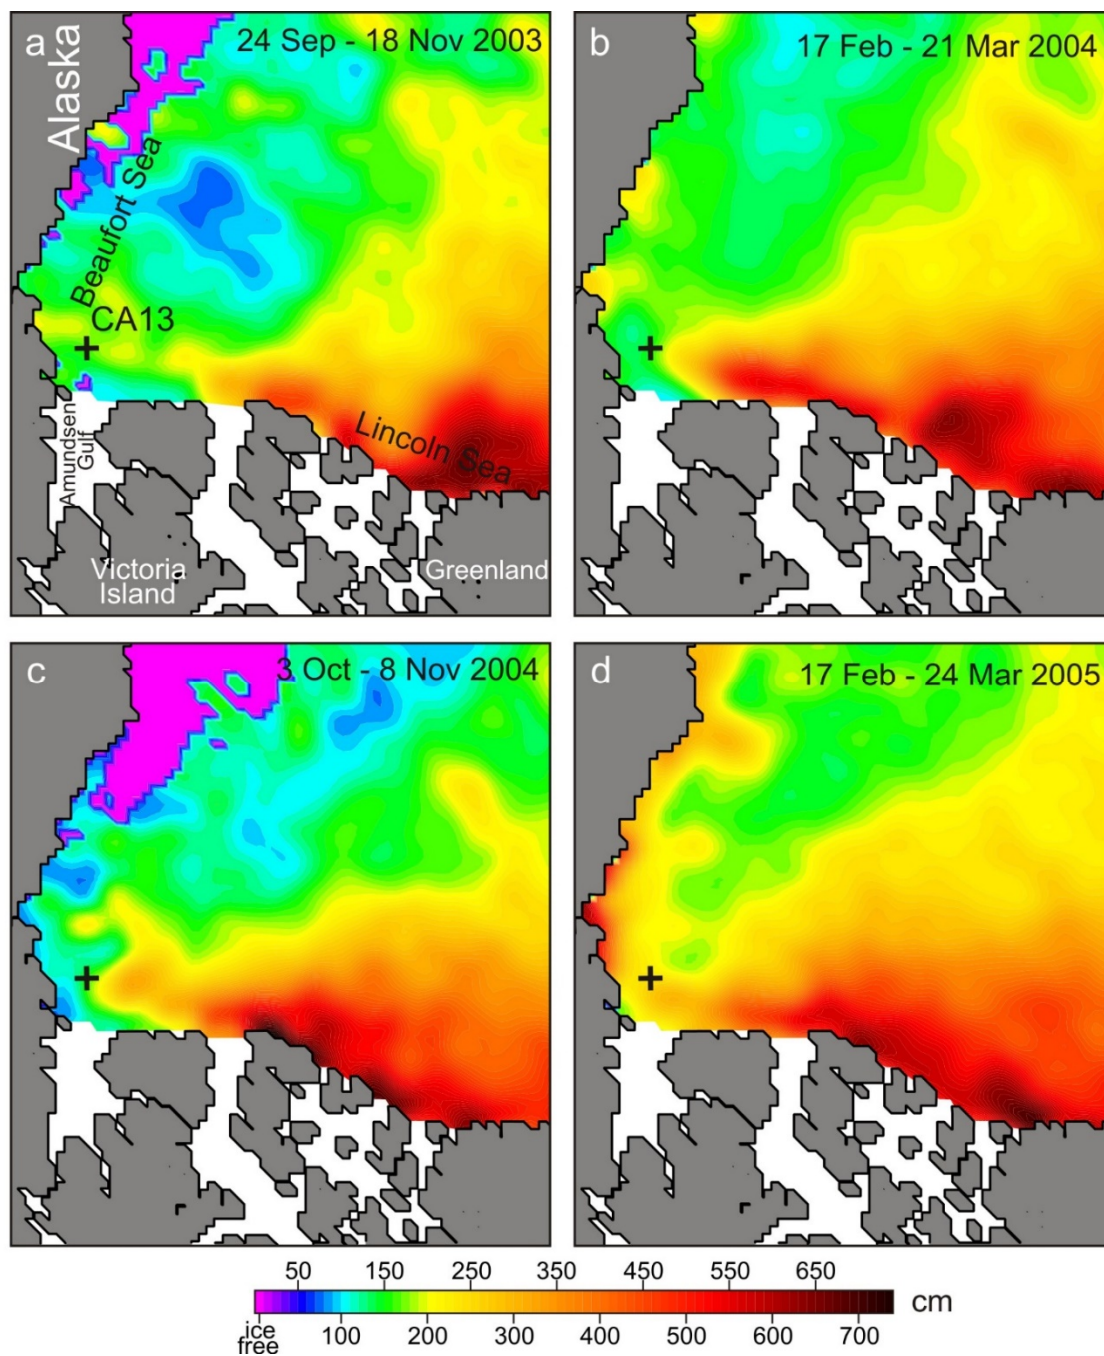 a
24 Sep - 18 Nov 2003
Alaska
Beaufort Sea
CA13
Amundsen
Gulf
Lincoln Sea
Victoria
Island
Greenland
b
17 Feb - 21 Mar 2004
c
3 Oct - 8 Nov 2004
d
17 Feb - 24 Mar 2005
50 150 250 350 450 550 650
cm
ice
free
100 200 300 400 500 600 700